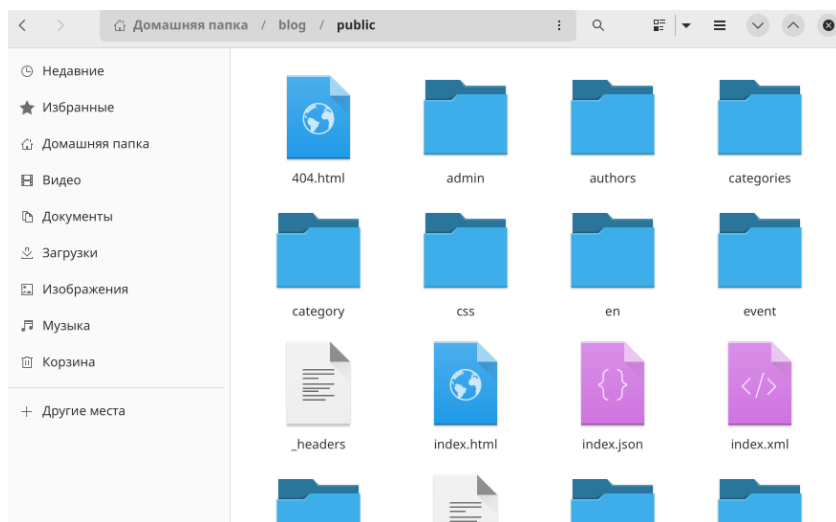 Домашняя папка / blog / public
Недавние
Избранные
Домашняя папка
Видео
Документы
Загрузки
Изображения
Музыка
Корзина
Другие места
404.html admin authors categories
category css en event
_headers index.html index.json index.xml